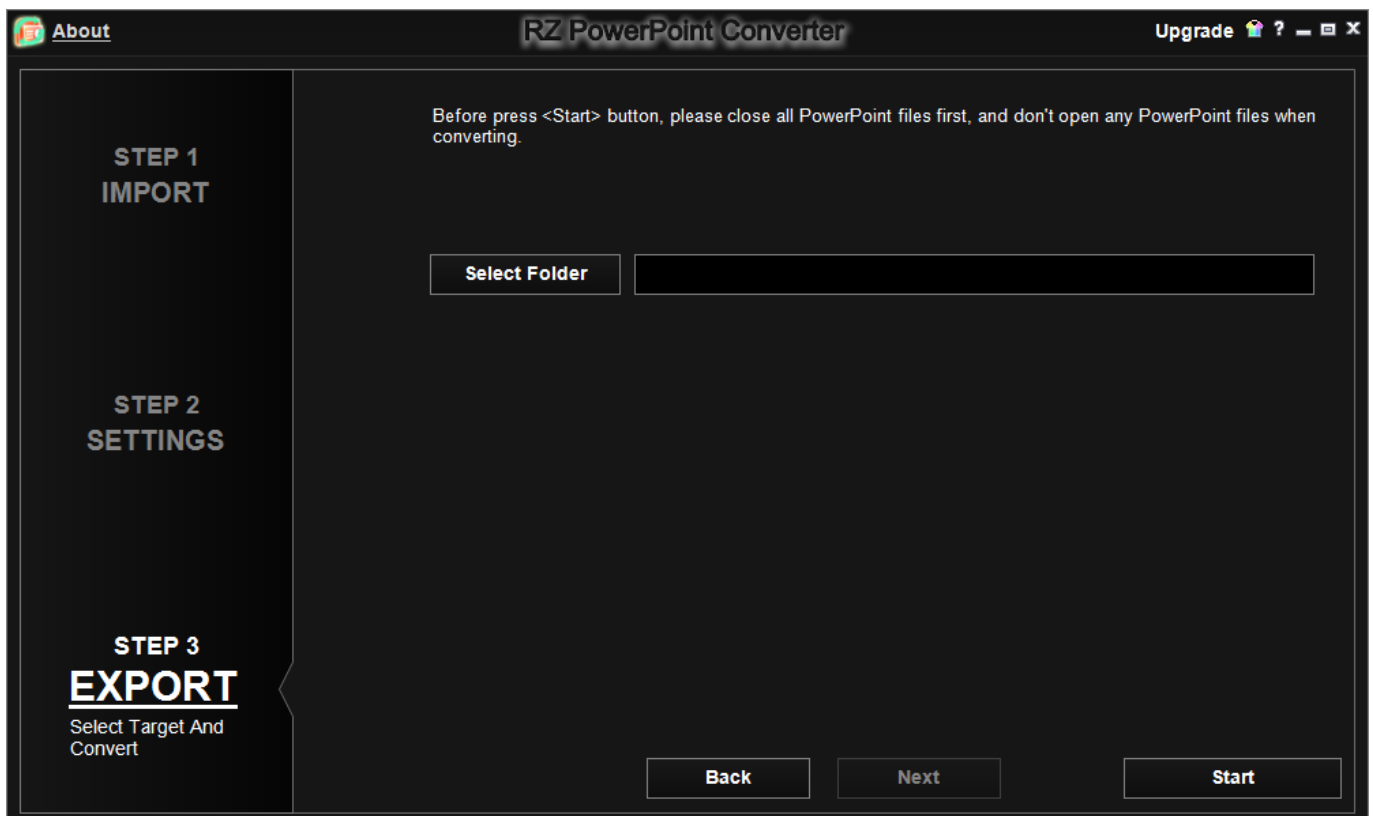 About
RZ PowerPoint Converter
Upgrade ?
Before press <Start> button, please close all PowerPoint files first, and don't open any PowerPoint files when
converting.
STEP 1
IMPORT
Select Folder
STEP 2
SETTINGS
STEP 3
EXPORT
Select Target And
Convert
Back
Next
Start